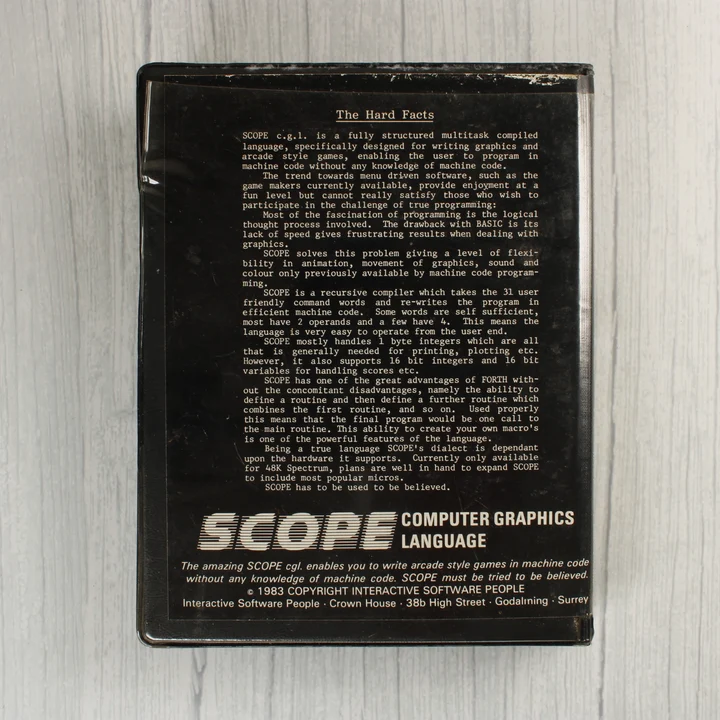 The Hard Facts
SCOPE c.g.l. is a fully structured multitask compiled
language, specifically designed for writing graphics and
arcade style games, enabling the user to program in
machine code without any knowledge of machine code.
The trend towards menu driven software, such as the
game makers currently available, provide enjoyment at a
fun level but cannot really satisfy those who wish to
participate in the challenge of true programming:
Most of the fascination of programming is the logical
thought process involved. The drawback with BASIC is its
lack of speed gives frustrating results when dealing with
graphics.
SCOPE solves this problem giving a level of flexi-
bility in animation, movement of graphics, sound and
colour only previously available by machine code program-
ming.
SCOPE is a recursive compiler which takes the 31 user
friendly command words and re-writes the program in
efficient machine code. Some words are self sufficient,
most have 2 operands and a few have 4. This means the
language is very easy to operate from the user end.
SCOPE mostly handles 1 byte integers which are all
that is generally needed for printing, plotting etc.
However, it also supports 16 bit integers and 16 bit
variables for handling scores etc.
SCOPE has one of the great advantages of FORTH with-
out the concomitant disadvantages, namely the ability to
define a routine and then define a further routine which
combines the first routine, and so on. Used properly
this means that the final program would be one call to
the main routine. This ability to create your own macro's
is one of the powerful features of the language.
Being a true language SCOPE's dialect is dependant
upon the hardware it supports. Currently only available
for 48K Spectrum, plans are well in hand to expand SCOPE
to include most popular micros.
SCOPE has to be used to be believed.
SCOPE COMPUTER GRAPHICS
LANGUAGE
The amazing SCOPE cgl. enables you to write arcade style games in machine code
without any knowledge of machine code. SCOPE must be tried to be believed.
© 1983 COPYRIGHT INTERACTIVE SOFTWARE PEOPLE
Interactive Software People · Crown House · 38b High Street · Godalming · Surrey